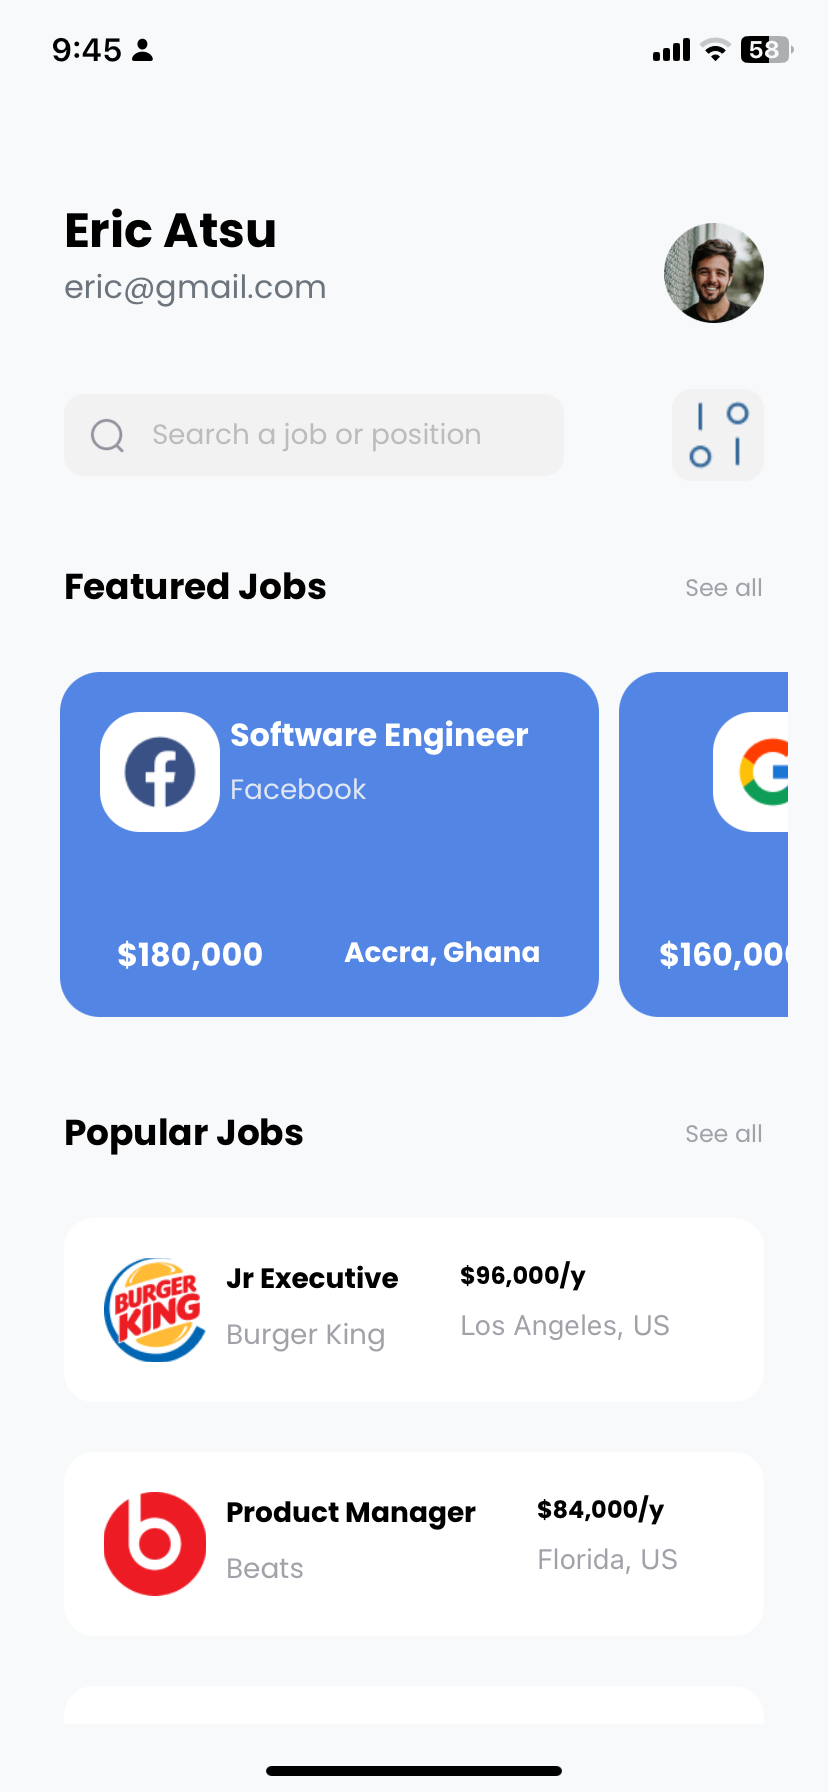 9:45
58
Eric Atsu
eric@gmail.com
Search a job or position
Featured Jobs
See all
Software Engineer
Facebook
$180,000
Accra, Ghana
$160,000
Popular Jobs
See all
BURGER
KING
Jr Executive
$96,000/y
Burger King
Los Angeles, US
Product Manager
$84,000/y
Beats
Florida, US